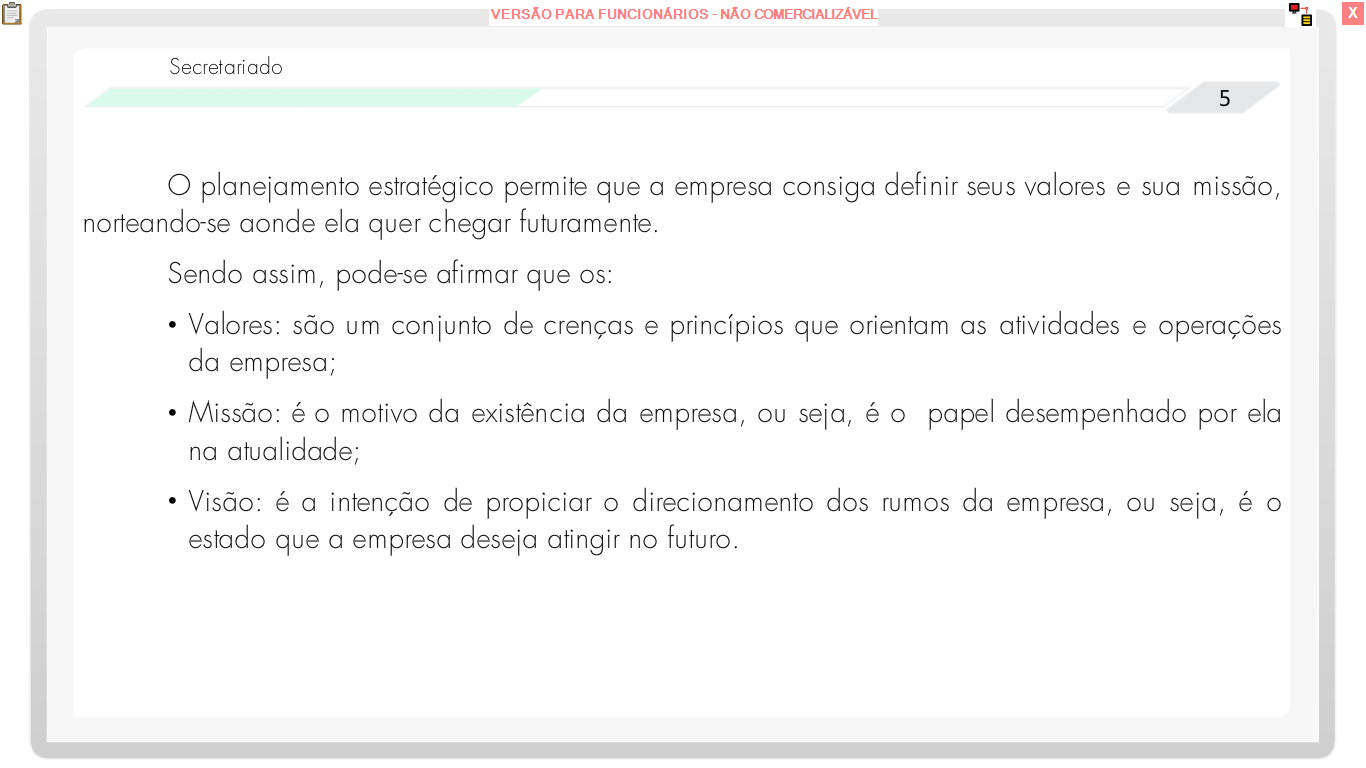 VERSÃO PARA FUNCIONÁRIOS - NÃO COMERCIALIZÁVEL
X
Secretariado
5
O planejamento estratégico permite que a empresa consiga definir seus valores e sua missão,
norteando-se aonde ela quer chegar futuramente.
Sendo assim, pode-se afirmar que os:
• Valores: são um conjunto de crenças e princípios que orientam as atividades e operações
da empresa;
• Missão: é o motivo da existência da empresa, ou seja, é o papel desempenhado por ela
na atualidade;
• Visão: é a intenção de propiciar o direcionamento dos rumos da empresa, ou seja, é o
estado que a empresa deseja atingir no futuro.